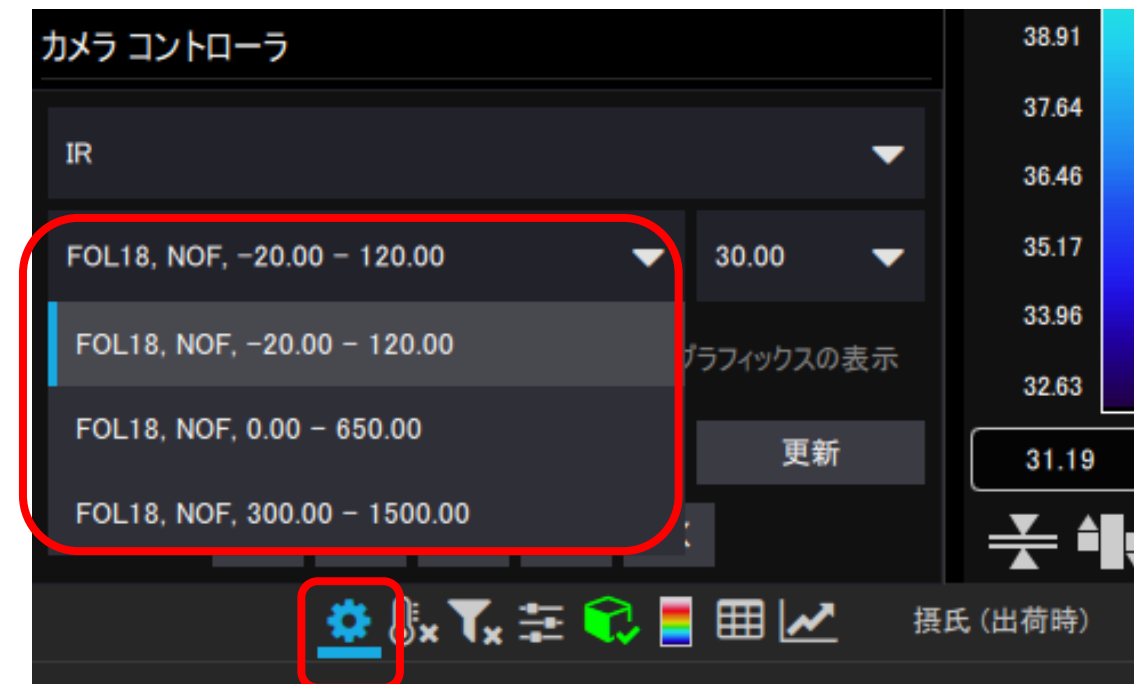 カメラ コントローラ
IR
FOL18, NOF, -20.00 - 120.00
30.00
FOL18, NOF, -20.00 - 120.00
グラフィックスの表示
FOL18, NOF, 0.00 - 650.00
更新
FOL18, NOF, 300.00 - 1500.00
38.91
37.64
36.46
35.17
33.96
32.63
31.19
摂氏 (出荷時)